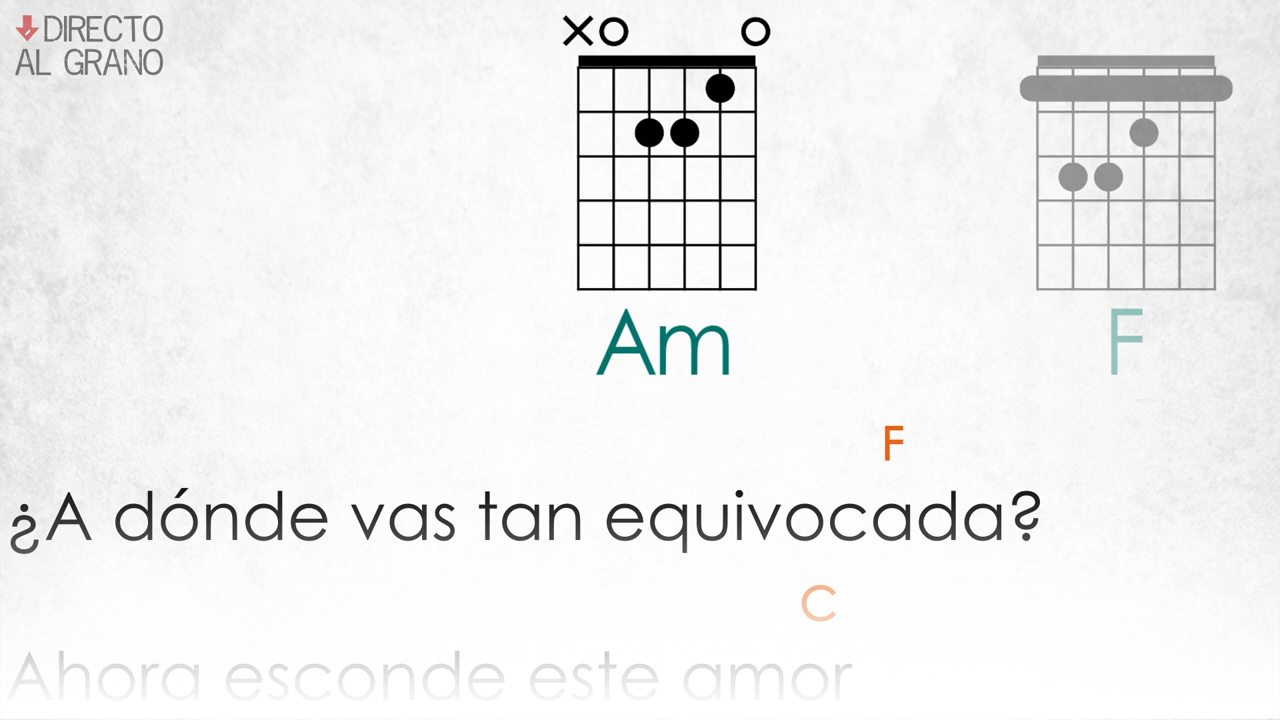 DIRECTO
AL GRANO
Am
F
F
¿A dónde vas tan equivocada?
C
Ahora esconde este amor